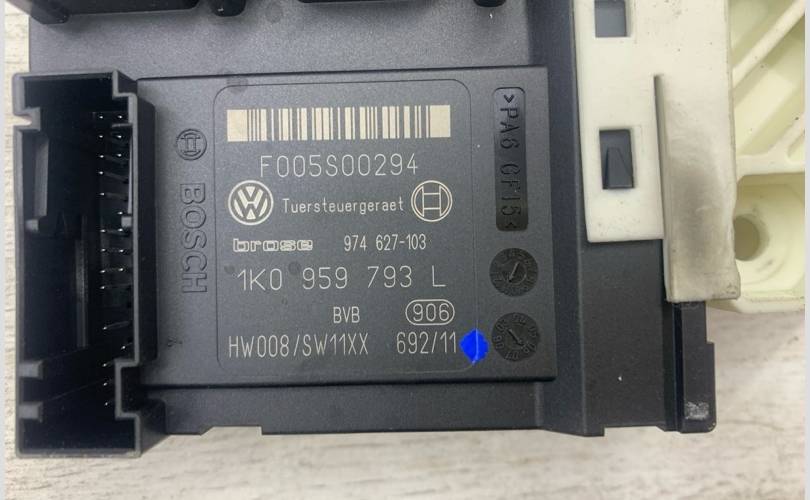 F005S00294
Tuersteuergeraet
brose 974 627-103
1K0 959 793 L
BVB 906
HW008/SW11XX 692/11
BOSCH
>PA6 GF15<